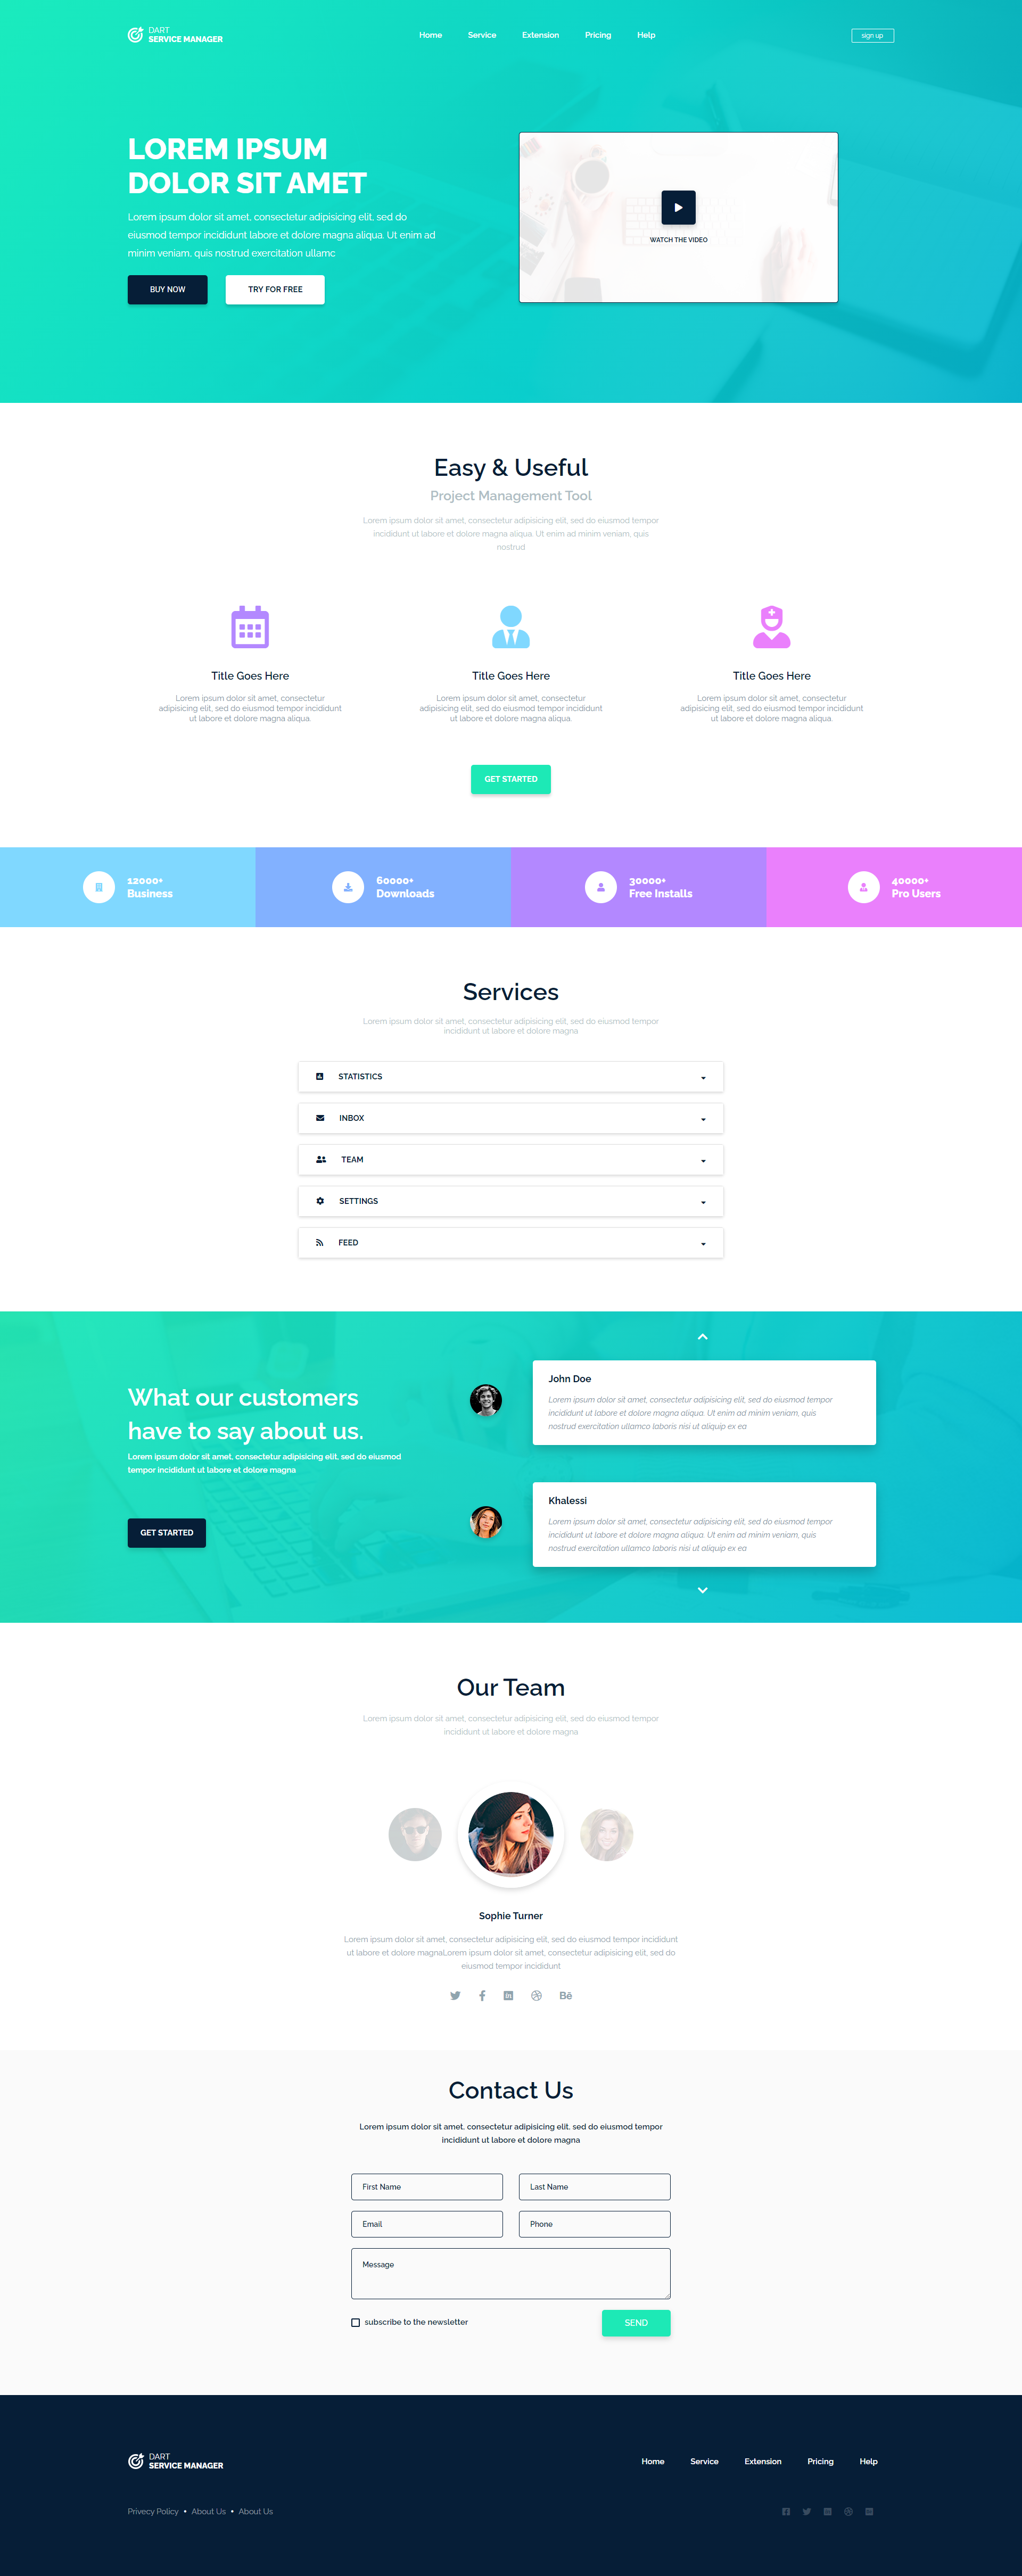 DART
SERVICE MANAGER
Home
Service
Extension
Pricing
Help
sign up
LOREM IPSUM
DOLOR SIT AMET
Lorem ipsum dolor sit amet, consectetur adipisicing elit, sed do
eiusmod tempor incididunt labore et dolore magna aliqua. Ut enim ad
minim veniam, quis nostrud exercitation ullamc
BUY NOW
TRY FOR FREE
WATCH THE VIDEO
Easy & Useful
Project Management Tool
Lorem ipsum dolor sit amet, consectetur adipisicing elit, sed do eiusmod tempor
incididunt ut labore et dolore magna aliqua. Ut enim ad minim veniam, quis
nostrud
Title Goes Here
Lorem ipsum dolor sit amet, consectetur
adipisicing elit, sed do eiusmod tempor incididunt
ut labore et dolore magna aliqua.
Title Goes Here
Lorem ipsum dolor sit amet, consectetur
adipisicing elit, sed do eiusmod tempor incididunt
ut labore et dolore magna aliqua.
Title Goes Here
Lorem ipsum dolor sit amet, consectetur
adipisicing elit, sed do eiusmod tempor incididunt
ut labore et dolore magna aliqua.
GET STARTED
12000+
Business
60000+
Downloads
30000+
Free Installs
40000+
Pro Users
Services
Lorem ipsum dolor sit amet, consectetur adipisicing elit, sed do eiusmod tempor
incididunt ut labore et dolore magna
STATISTICS
INBOX
TEAM
SETTINGS
FEED
What our customers
have to say about us.
Lorem ipsum dolor sit amet, consectetur adipisicing elit, sed do eiusmod
tempor incididunt ut labore et dolore magna
GET STARTED
John Doe
Lorem ipsum dolor sit amet, consectetur adipisicing elit, sed do eiusmod tempor
incididunt ut labore et dolore magna aliqua. Ut enim ad minim veniam, quis
nostrud exercitation ullamco laboris nisi ut aliquip ex ea
Khalessi
Lorem ipsum dolor sit amet, consectetur adipisicing elit, sed do eiusmod tempor
incididunt ut labore et dolore magna aliqua. Ut enim ad minim veniam, quis
nostrud exercitation ullamco laboris nisi ut aliquip ex ea
Our Team
Lorem ipsum dolor sit amet, consectetur adipisicing elit, sed do eiusmod tempor
incididunt ut labore et dolore magna
Sophie Turner
Lorem ipsum dolor sit amet, consectetur adipisicing elit, sed do eiusmod tempor incididunt
ut labore et dolore magnaLorem ipsum dolor sit amet, consectetur adipisicing elit, sed do
eiusmod tempor incididunt
Contact Us
Lorem ipsum dolor sit amet, consectetur adipisicing elit, sed do eiusmod tempor
incididunt ut labore et dolore magna
First Name
Last Name
Email
Phone
Message
subscribe to the newsletter
SEND
DART
SERVICE MANAGER
Home
Service
Extension
Pricing
Help
Privecy Policy • About Us • About Us